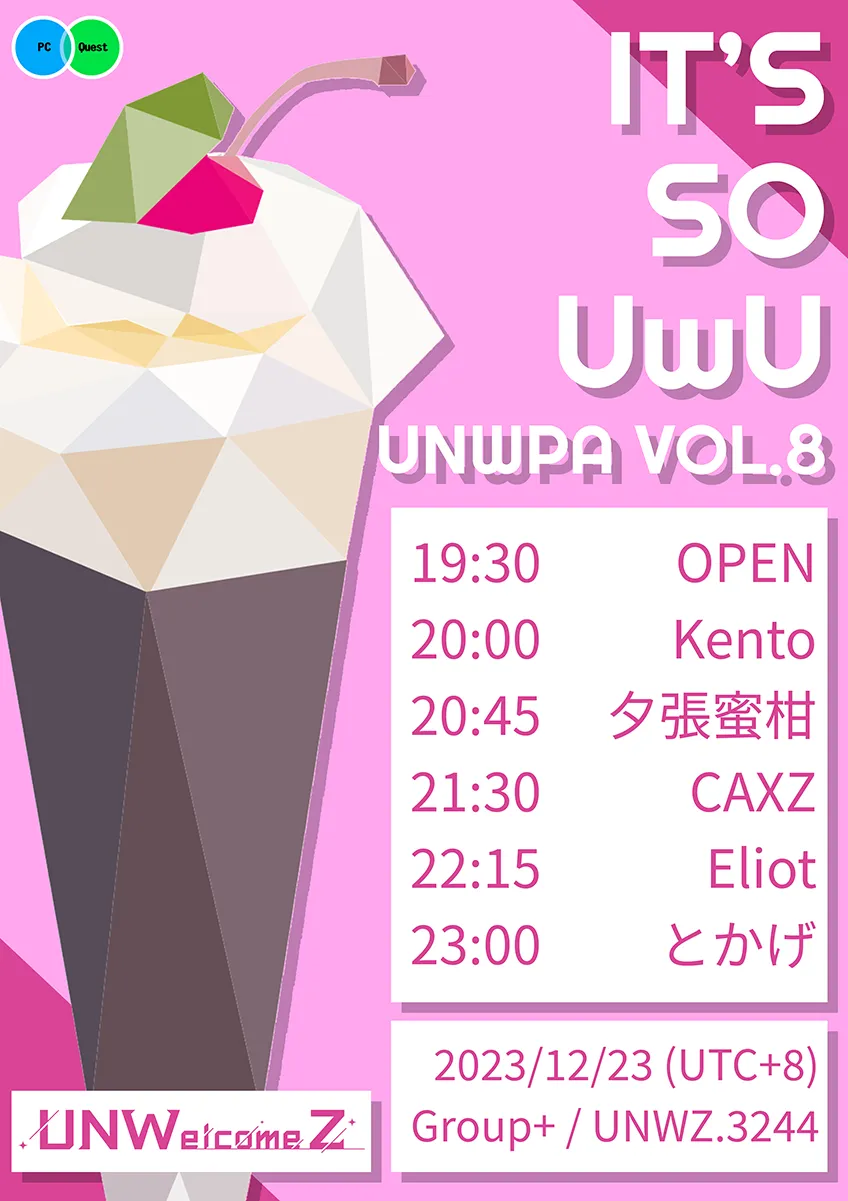 PC Quest
IT'S
SO
UwU
UNWPA VOL.8
19:30 OPEN
20:00 Kento
20:45 夕張蜜柑
21:30 CAXZ
22:15 Eliot
23:00 とかげ
2023/12/23 (UTC+8)
Group+ / UNWZ.3244
UNWelcomeZ